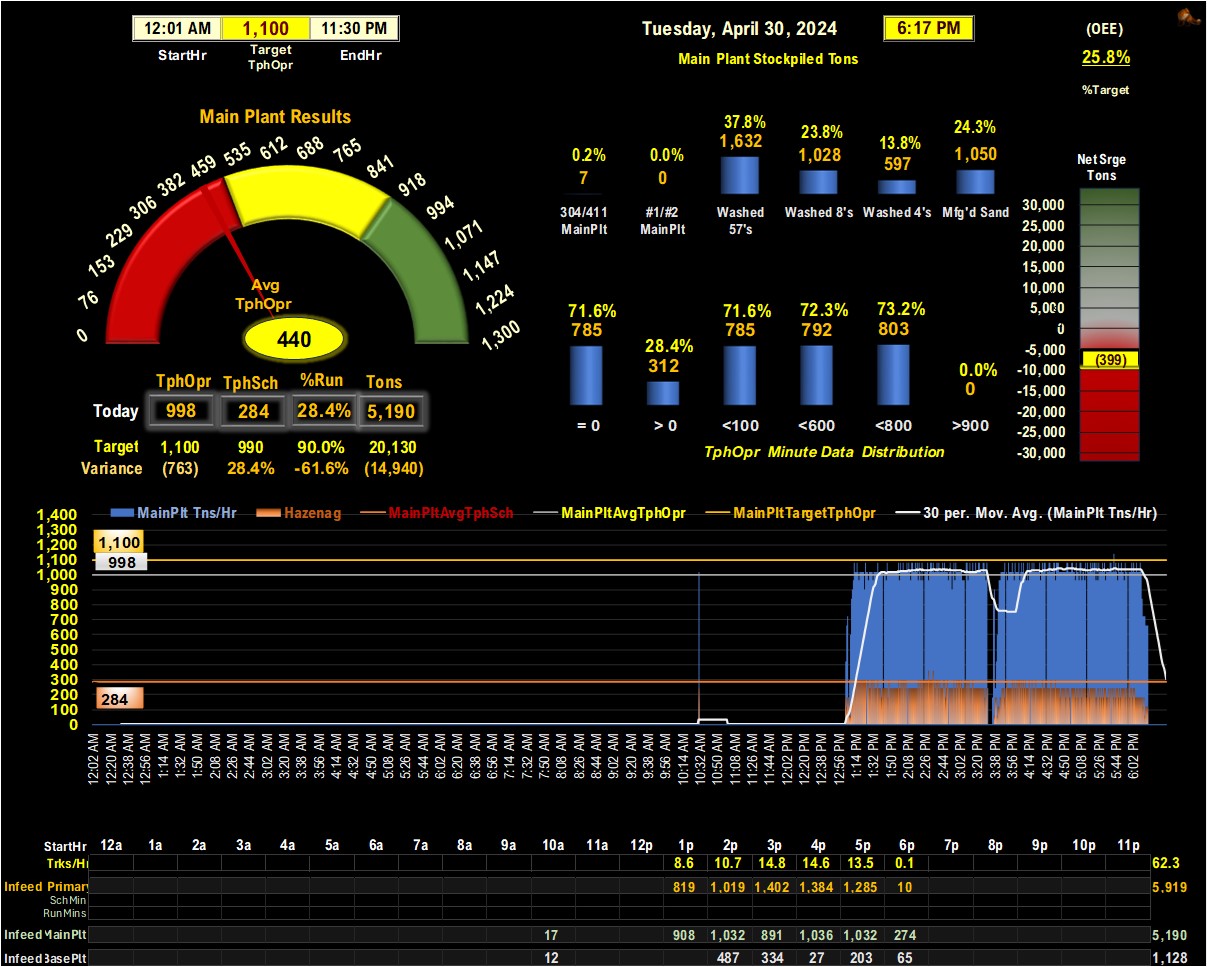 12:01 AM 1,100 11:30 PM
StartHr Target TphOpr EndHr
Tuesday, April 30, 2024 6:17 PM
Main Plant Stockpiled Tons
(OEE)
25.8%
%Target
Main Plant Results
0 76 153 229 306 382 459 535 612 688 765 841 918 994 1,071 1,147 1,224 1,300
Avg
TphOpr
440
TphOpr TphSch %Run Tons
Today 998 284 28.4% 5,190
Target 1,100 990 90.0% 20,130
Variance (763) 28.4% -61.6% (14,940)
0.2% 0.0% 37.8% 23.8% 13.8% 24.3%
7 0 1,632 1,028 597 1,050
304/411 MainPlt #1/#2 MainPlt Washed 57's Washed 8's Washed 4's Mfg'd Sand
71.6% 28.4% 71.6% 72.3% 73.2% 0.0%
785 312 785 792 803 0
= 0 > 0 <100 <600 <800 >900
TphOpr Minute Data Distribution
Net Srge
Tons
30,000
25,000
20,000
15,000
10,000
5,000
0
-5,000
(399)
-10,000
-15,000
-20,000
-25,000
-30,000
MainPlt Tns/Hr Hazenag MainPltAvgTphSch MainPltAvgTphOpr MainPltTargetTphOpr 30 per. Mov. Avg. (MainPlt Tns/Hr)
1,400
1,300
1,200
1,100
1,000
900
800
700
600
500
400
300
200
100
0
1,100
998
284
12:02 AM 12:20 AM 12:38 AM 12:56 AM 1:14 AM 1:32 AM 1:50 AM 2:08 AM 2:26 AM 2:44 AM 3:02 AM 3:20 AM 3:38 AM 3:56 AM 4:14 AM 4:32 AM 4:50 AM 5:08 AM 5:26 AM 5:44 AM 6:02 AM 6:20 AM 6:38 AM 6:56 AM 7:14 AM 7:32 AM 7:50 AM 8:08 AM 8:26 AM 8:44 AM 9:02 AM 9:20 AM 9:38 AM 9:56 AM 10:14 AM 10:32 AM 10:50 AM 11:08 AM 11:26 AM 11:44 AM 12:02 PM 12:20 PM 12:38 PM 12:56 PM 1:14 PM 1:32 PM 1:50 PM 2:08 PM 2:26 PM 2:44 PM 3:02 PM 3:20 PM 3:38 PM 3:56 PM 4:14 PM 4:32 PM 4:50 PM 5:08 PM 5:26 PM 5:44 PM 6:02 PM
StartHr 12a 1a 2a 3a 4a 5a 6a 7a 8a 9a 10a 11a 12p 1p 2p 3p 4p 5p 6p 7p 8p 9p 10p 11p
Trks/Hr 8.6 10.7 14.8 14.6 13.5 0.1 62.3
Infeed Primary 819 1,019 1,402 1,384 1,285 10 5,919
SchMin
RunMins
Infeed MainPlt 17 908 1,032 891 1,036 1,032 274 5,190
Infeed BasePlt 12 487 334 27 203 65 1,128